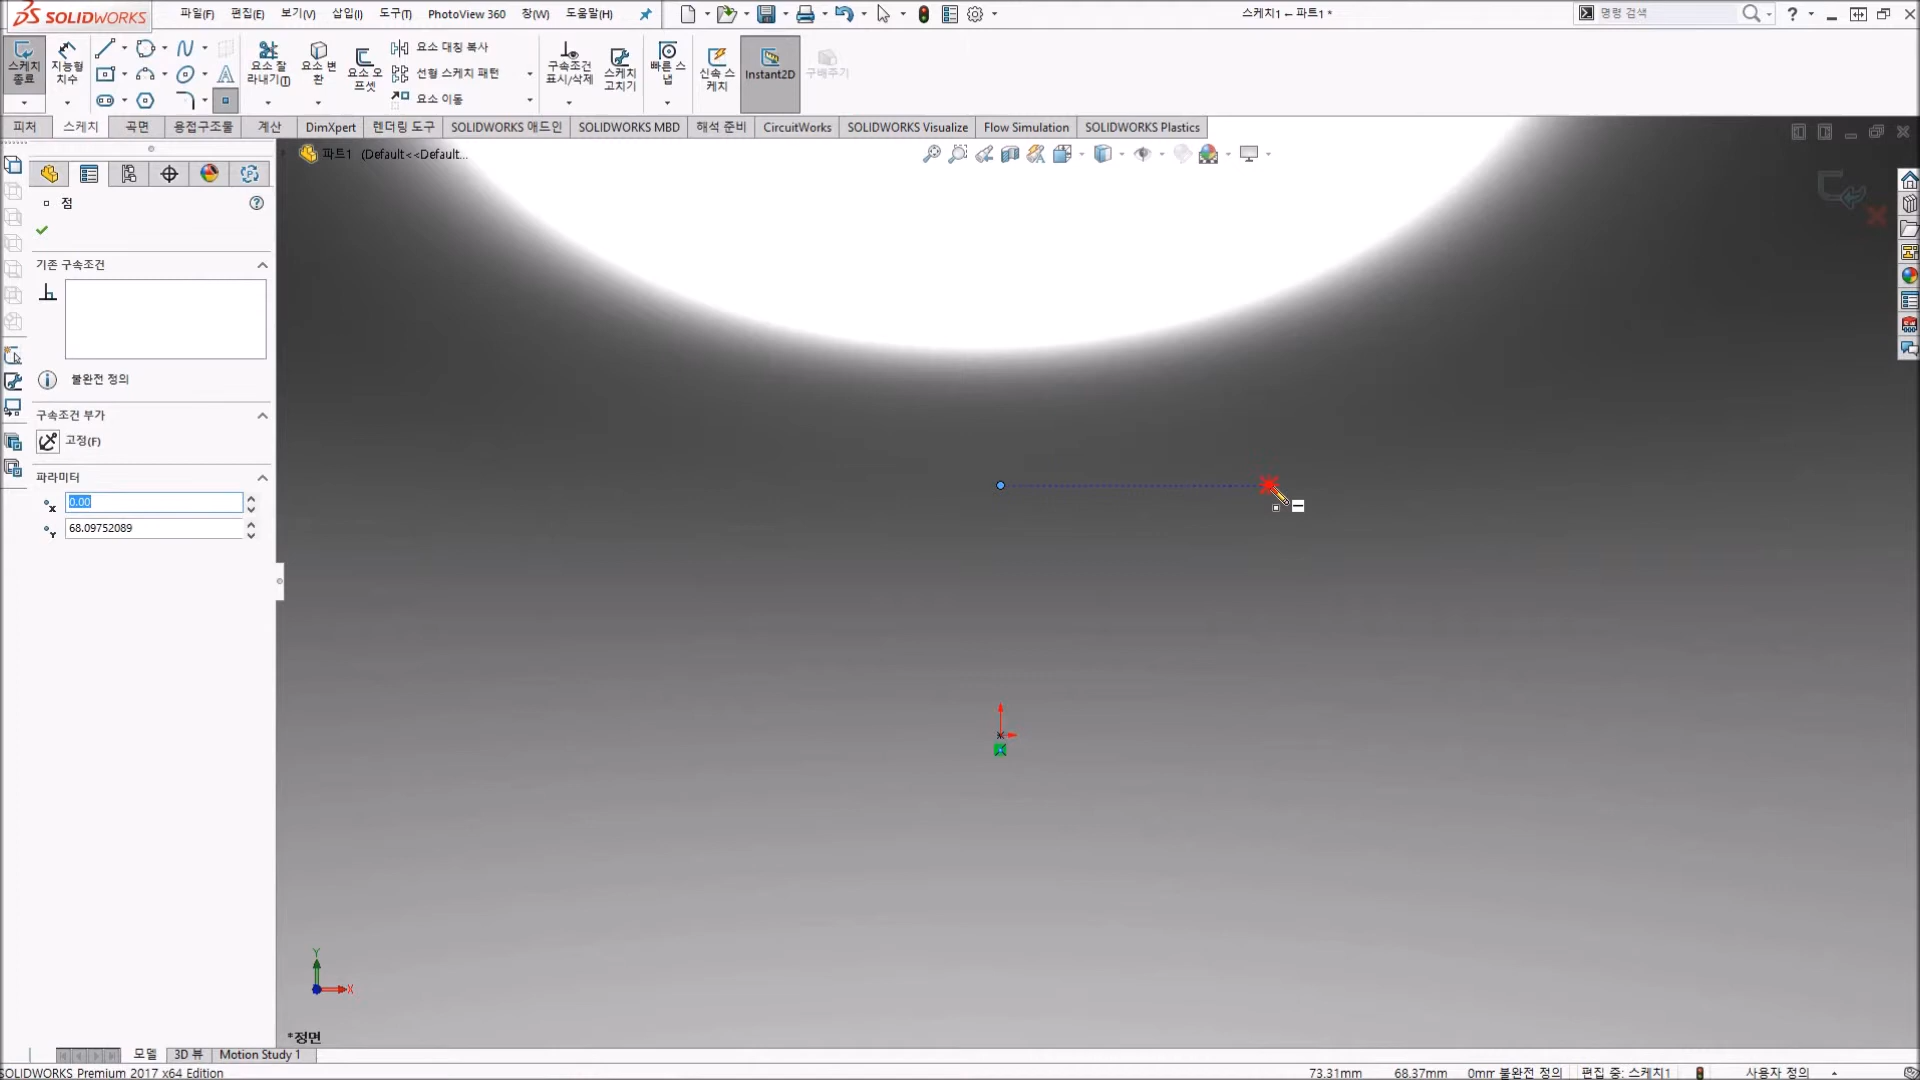 SOLIDWORKS 파일(F) 편집(E) 보기(V) 삽입(I) 도구(T) PhotoView 360 창(W) 도움말(H) 스케치1 - 파트1 * 명령 검색
스케치 종료
지능형 치수
요소 잘라내기(T)
요소 변환
요소 오프셋
요소 대칭 복사
선형 스케치 패턴
요소 이동
구속조건 표시/삭제
스케치 고치기
빠른 스냅
신속 스케치
Instant2D
구배주기
피처 스케치 곡면 용접구조물 계산 DimXpert 렌더링 도구 SOLIDWORKS 애드인 SOLIDWORKS MBD 해석 준비 CircuitWorks SOLIDWORKS Visualize Flow Simulation SOLIDWORKS Plastics
파트1 (Default<<Default...
점
기존 구속조건
불완전 정의
구속조건 부가
고정(F)
파라미터
0.00
68.09752089
Y
X
*정면
모델 3D 뷰 Motion Study 1
SOLIDWORKS Premium 2017 x64 Edition 73.31mm 68.37mm 0mm 불완전 정의 편집 중: 스케치1 사용자 정의